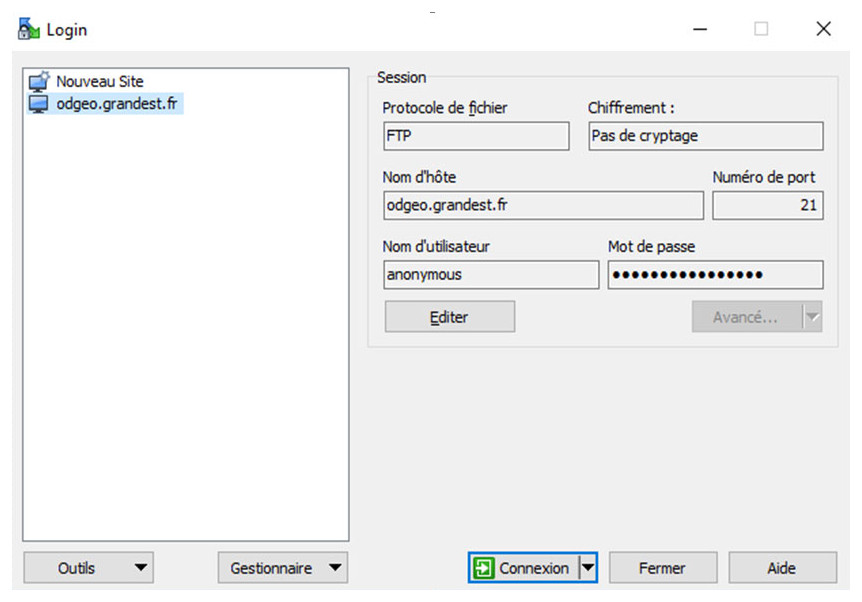 Login
Nouveau Site
odgeo.grandest.fr
Session
Protocole de fichier
Chiffrement :
FTP
Pas de cryptage
Nom d'hôte
Numéro de port
odgeo.grandest.fr
21
Nom d'utilisateur
Mot de passe
anonymous
••••••••••••••••
Editer
Avancé...
Outils
Gestionnaire
Connexion
Fermer
Aide